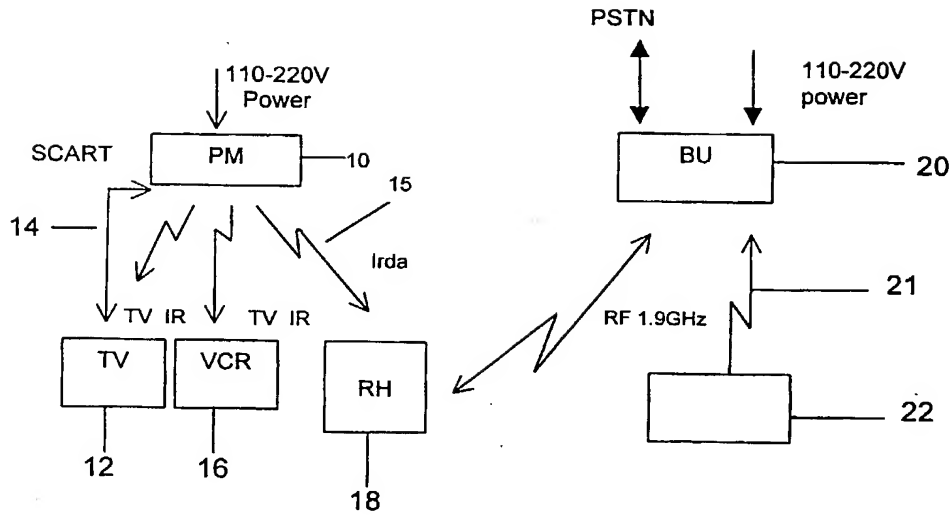 PSTN
110-220V
Power
110-220V
power
SCART
PM
10
BU
20
15
14
Irda
21
TV IR
TV IR
RF 1.9GHz
TV
VCR
RH
22
12
16
18